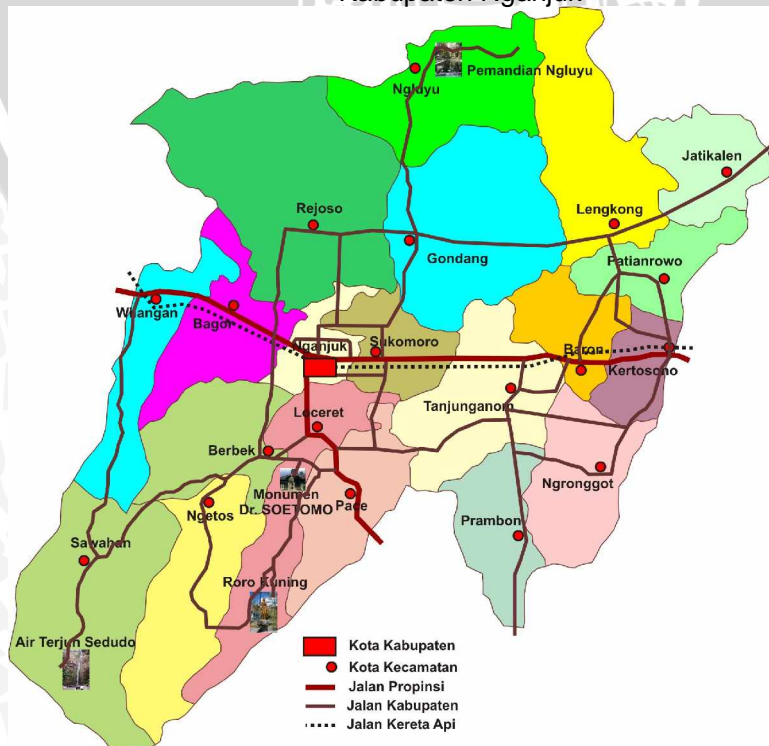 Kabupaten Nganjuk
Pemandian Ngluyu
Ngluyu
Jatikalen
Rejoso
Lengkong
Gondang
Patianrowo
Wilangan
Bagor
Nganjuk
Sukomoro
Baron
Kertosono
Tanjunganom
Loceret
Berbek
Ngronggot
Monumen
Dr. SOETOMO
Pace
Ngetos
Prambon
Sawahan
Roro Kuning
Air Terjun Sedudo
Kota Kabupaten
Kota Kecamatan
Jalan Propinsi
Jalan Kabupaten
Jalan Kereta Api